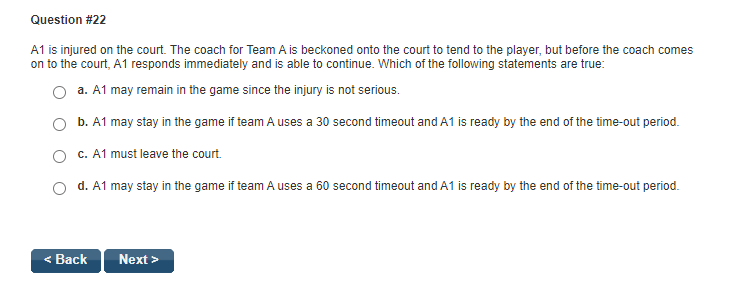 Question #22
A1 is injured on the court. The coach for Team A is beckoned onto the court to tend to the player, but before the coach comes
on to the court, A1 responds immediately and is able to continue. Which of the following statements are true:
a. A1 may remain in the game since the injury is not serious.
b. A1 may stay in the game if team A uses a 30 second timeout and A1 is ready by the end of the time-out period.
c. A1 must leave the court.
d. A1 may stay in the game if team A uses a 60 second timeout and A1 is ready by the end of the time-out period.
< Back Next >